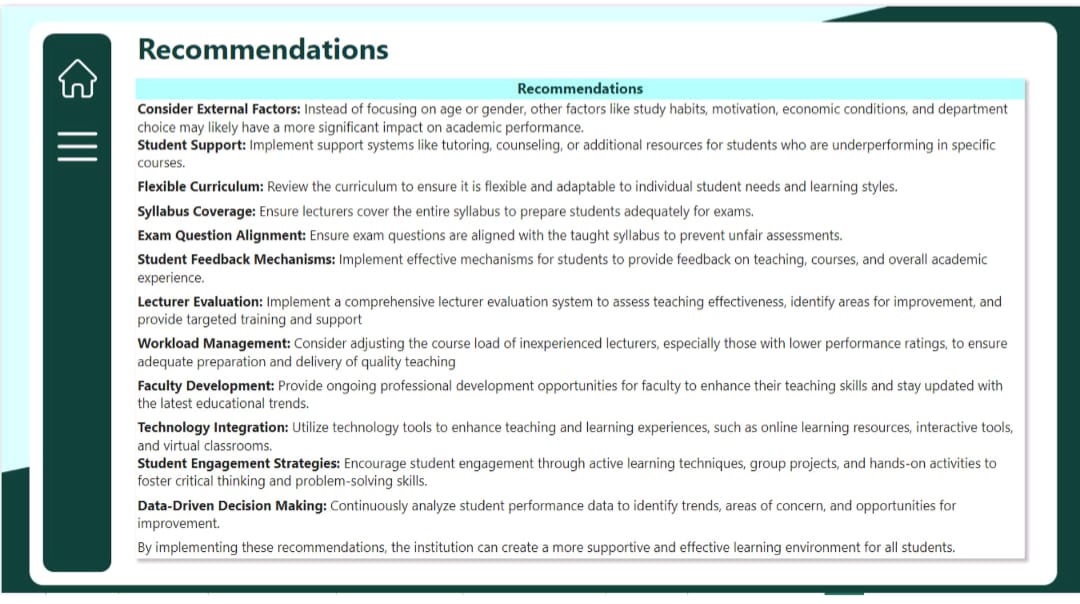 Recommendations
Recommendations
Consider External Factors: Instead of focusing on age or gender, other factors like study habits, motivation, economic conditions, and department
choice may likely have a more significant impact on academic performance.
Student Support: Implement support systems like tutoring, counseling, or additional resources for students who are underperforming in specific
courses.
Flexible Curriculum: Review the curriculum to ensure it is flexible and adaptable to individual student needs and learning styles.
Syllabus Coverage: Ensure lecturers cover the entire syllabus to prepare students adequately for exams.
Exam Question Alignment: Ensure exam questions are aligned with the taught syllabus to prevent unfair assessments.
Student Feedback Mechanisms: Implement effective mechanisms for students to provide feedback on teaching, courses, and overall academic
experience.
Lecturer Evaluation: Implement a comprehensive lecturer evaluation system to assess teaching effectiveness, identify areas for improvement, and
provide targeted training and support
Workload Management: Consider adjusting the course load of inexperienced lecturers, especially those with lower performance ratings, to ensure
adequate preparation and delivery of quality teaching
Faculty Development: Provide ongoing professional development opportunities for faculty to enhance their teaching skills and stay updated with
the latest educational trends.
Technology Integration: Utilize technology tools to enhance teaching and learning experiences, such as online learning resources, interactive tools,
and virtual classrooms.
Student Engagement Strategies: Encourage student engagement through active learning techniques, group projects, and hands-on activities to
foster critical thinking and problem-solving skills.
Data-Driven Decision Making: Continuously analyze student performance data to identify trends, areas of concern, and opportunities for
improvement.
By implementing these recommendations, the institution can create a more supportive and effective learning environment for all students.